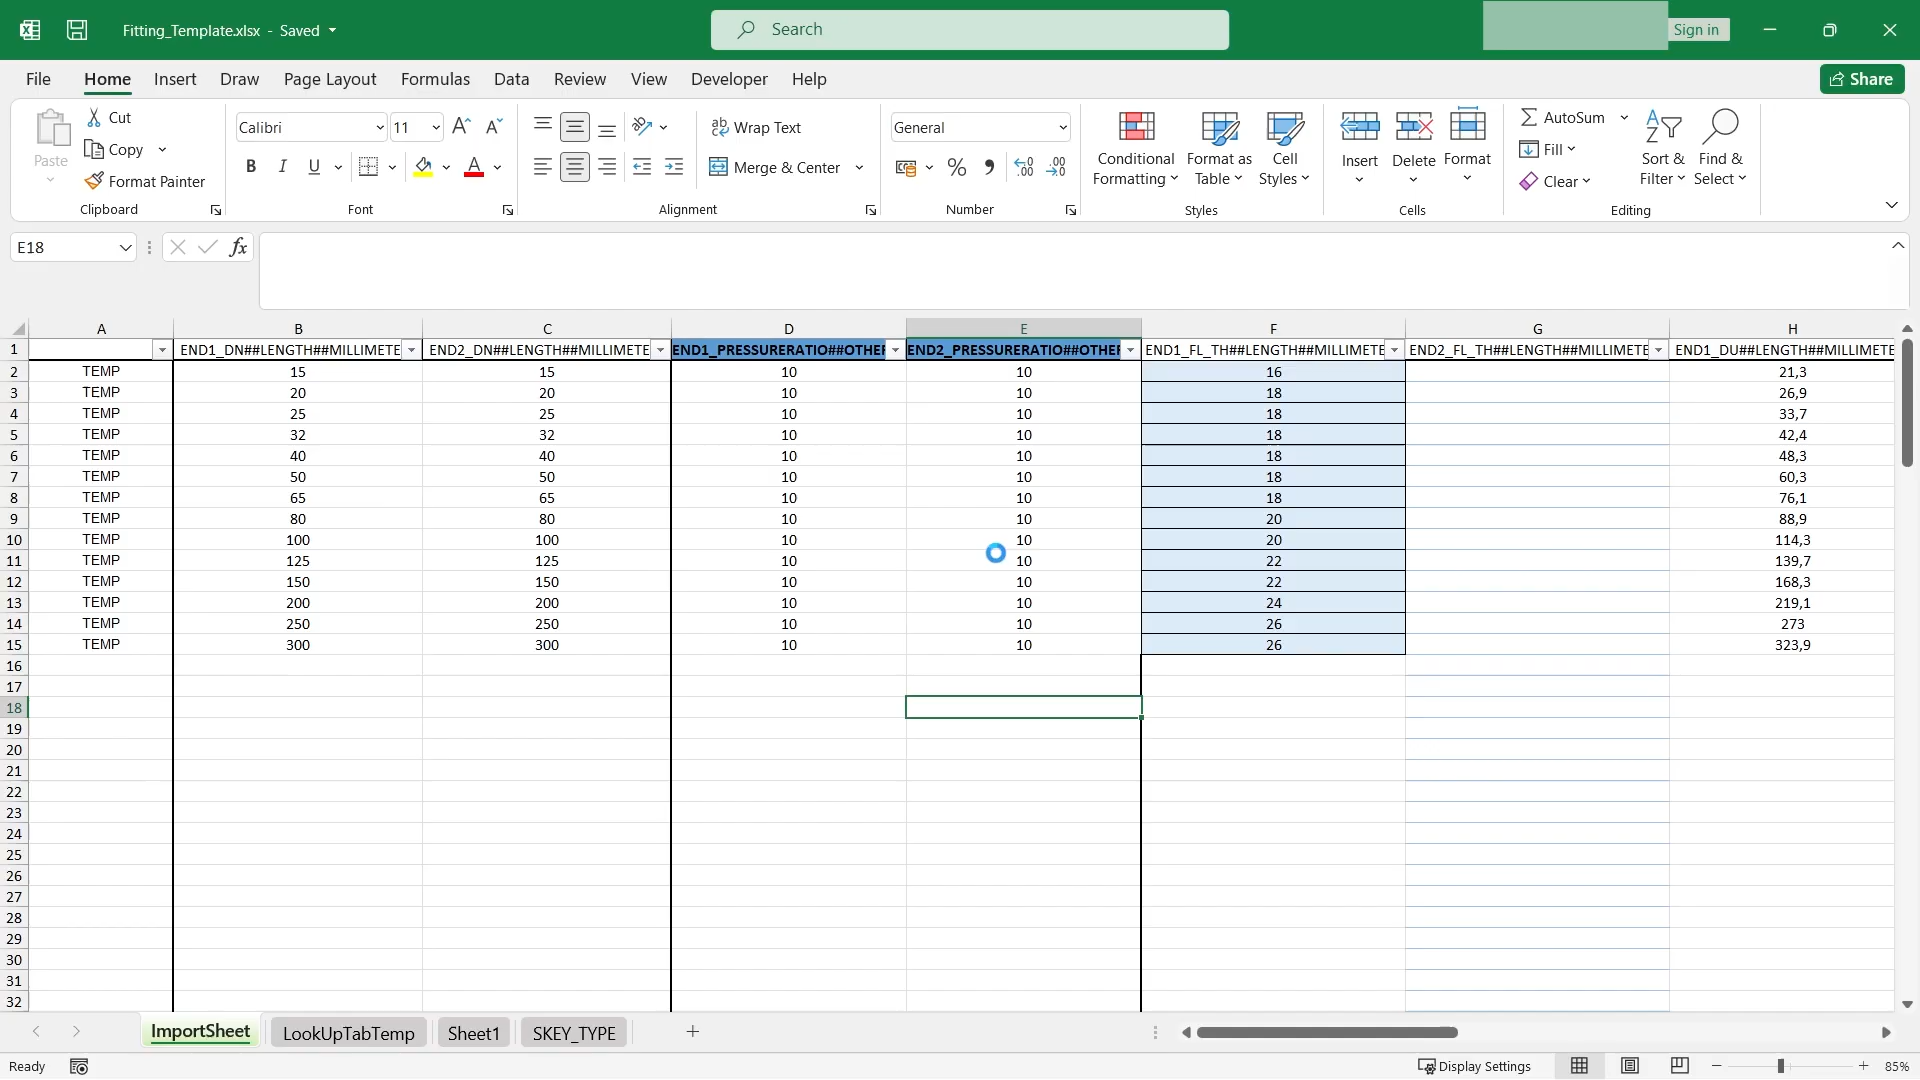 Fitting_Template.xlsx - Saved
Search
Sign in
File Home Insert Draw Page Layout Formulas Data Review View Developer Help
Share
Paste
Cut
Copy
Format Painter
Clipboard
Calibri 11
B I U
A
Font
ab Wrap Text
Merge & Center
Alignment
General
% 
Number
Conditional Formatting
Format as Table
Cell Styles
Styles
Insert Delete Format
Cells
AutoSum
Fill
Clear
Sort & Filter
Find & Select
Editing
E18 fx
A B C D E F G H
1 END1_DN##LENGTH##MILLIMETE END2_DN##LENGTH##MILLIMETE END1_PRESSURERATIO##OTHER END2_PRESSURERATIO##OTHER END1_FL_TH##LENGTH##MILLIMETE END2_FL_TH##LENGTH##MILLIMETE END1_DU##LENGTH##MILLIMETE
2 TEMP 15 15 10 10 16 21,3
3 TEMP 20 20 10 10 18 26,9
4 TEMP 25 25 10 10 18 33,7
5 TEMP 32 32 10 10 18 42,4
6 TEMP 40 40 10 10 18 48,3
7 TEMP 50 50 10 10 18 60,3
8 TEMP 65 65 10 10 18 76,1
9 TEMP 80 80 10 10 20 88,9
10 TEMP 100 100 10 10 20 114,3
11 TEMP 125 125 10 10 22 139,7
12 TEMP 150 150 10 10 22 168,3
13 TEMP 200 200 10 10 24 219,1
14 TEMP 250 250 10 10 26 273
15 TEMP 300 300 10 10 26 323,9
16
17
18
19
20
21
22
23
24
25
26
27
28
29
30
31
32
ImportSheet LookUpTabTemp Sheet1 SKEY_TYPE
Ready
Display Settings
85%